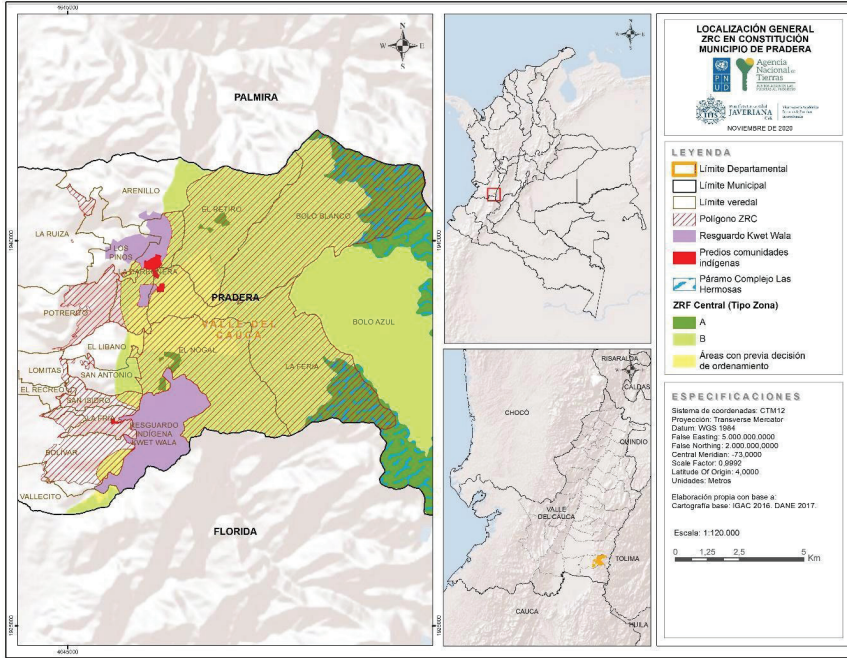 4645000
1940000
1925000
4645000
N
W E
S
PALMIRA
ARENILLO
EL RETIRO
BOLO BLANCO
LA RUIZA
LOS
PINOS
LA CARBONERA
PRADERA
POTRERITO
VALLE DEL
CAUCA
BOLO AZUL
EL LIBANO
EL NOGAL
LOMITAS
SAN ANTONIO
LA FERIA
EL RECREO
SAN ISIDRO
LA FRIA
RESGUARDO
INDÍGENA
KWET WALA
BOLIVAR
VALLECITO
FLORIDA
N
W E
S
1940000
1925000
RISARALDA
CALDAS
CHOCÓ
QUINDIO
VALLE
DEL CAUCA
TOLIMA
CAUCA
HUILA
LOCALIZACIÓN GENERAL
ZRC EN CONSTITUCIÓN
MUNICIPIO DE PRADERA
P N
U D
Agencia
Nacional de
Tierras
Pontificia Universidad
JAVERIANA
Cali
NOVIEMBRE DE 2020
LEYENDA
Límite Departamental
Límite Municipal
Límite veredal
Polígono ZRC
Resguardo Kwet Wala
Predios comunidades
indígenas
Páramo Complejo Las
Hermosas
ZRF Central (Tipo Zona)
A
B
Áreas con previa decisión
de ordenamiento
ESPECIFICACIONES
Sistema de coordenadas: CTM12
Proyección: Transverse Mercator
Datum: WGS 1984
False Easting: 5.000.000,0000
False Northing: 2.000.000,0000
Central Meridian: -73,0000
Scale Factor: 0,9992
Latitude Of Origin: 4,0000
Unidades: Metros
Elaboración propia con base a:
Cartografía base: IGAC 2016. DANE 2017.
Escala: 1:120.000
0 1,25 2,5 5
Km